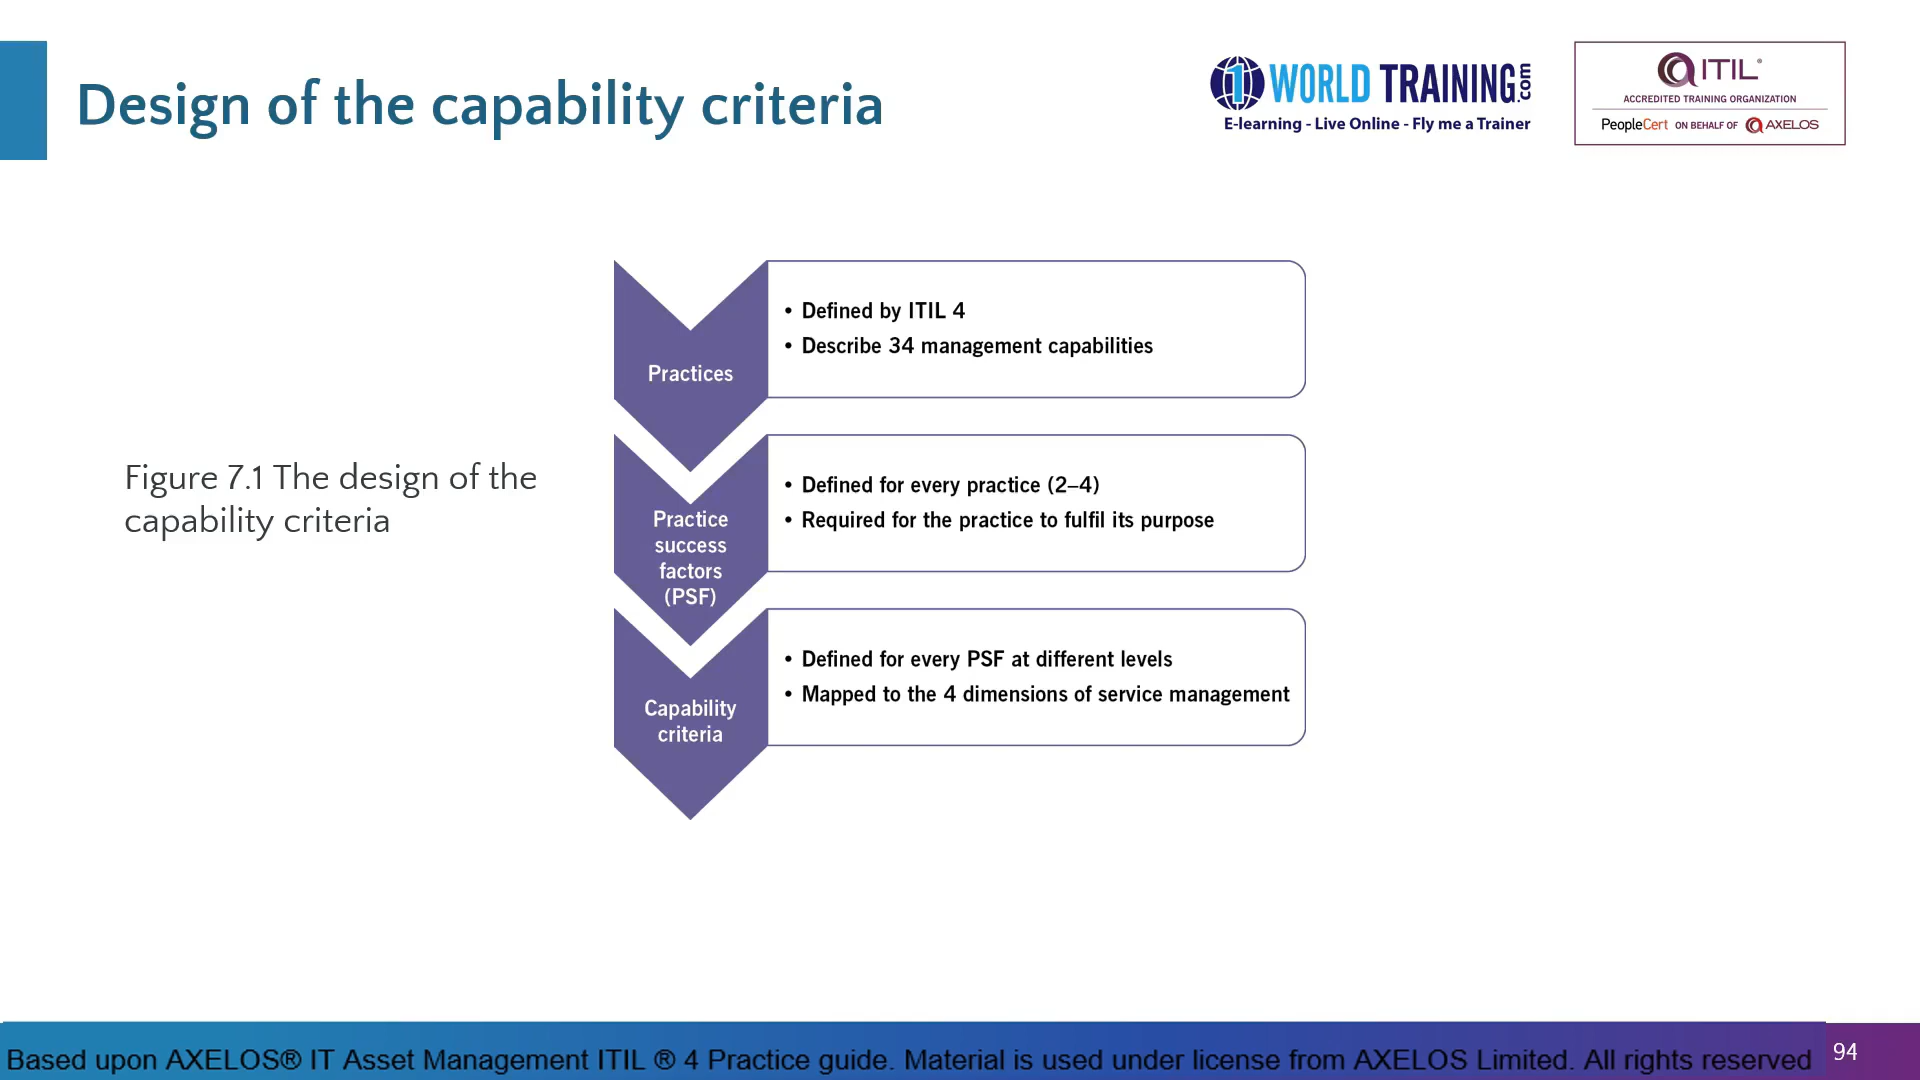 Design of the capability criteria
1 WORLD TRAINING.com
E-learning - Live Online - Fly me a Trainer
ITIL®
ACCREDITED TRAINING ORGANIZATION
PeopleCert ON BEHALF OF AXELOS
Figure 7.1 The design of the
capability criteria
Practices
• Defined by ITIL 4
• Describe 34 management capabilities
Practice
success
factors
(PSF)
• Defined for every practice (2–4)
• Required for the practice to fulfil its purpose
Capability
criteria
• Defined for every PSF at different levels
• Mapped to the 4 dimensions of service management
Based upon AXELOS® IT Asset Management ITIL ® 4 Practice guide. Material is used under license from AXELOS Limited. All rights reserved
94